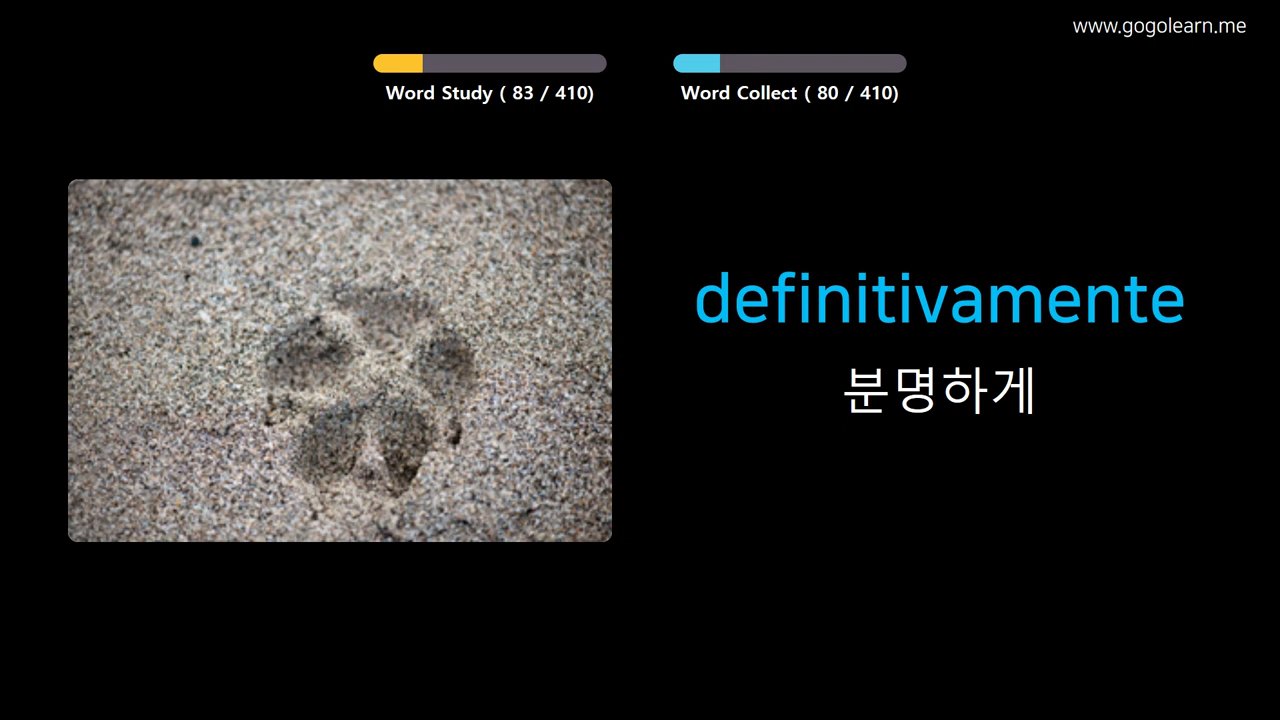 www.gogolearn.me
Word Study ( 83 / 410)
Word Collect ( 80 / 410)
definitivamente
분명하게